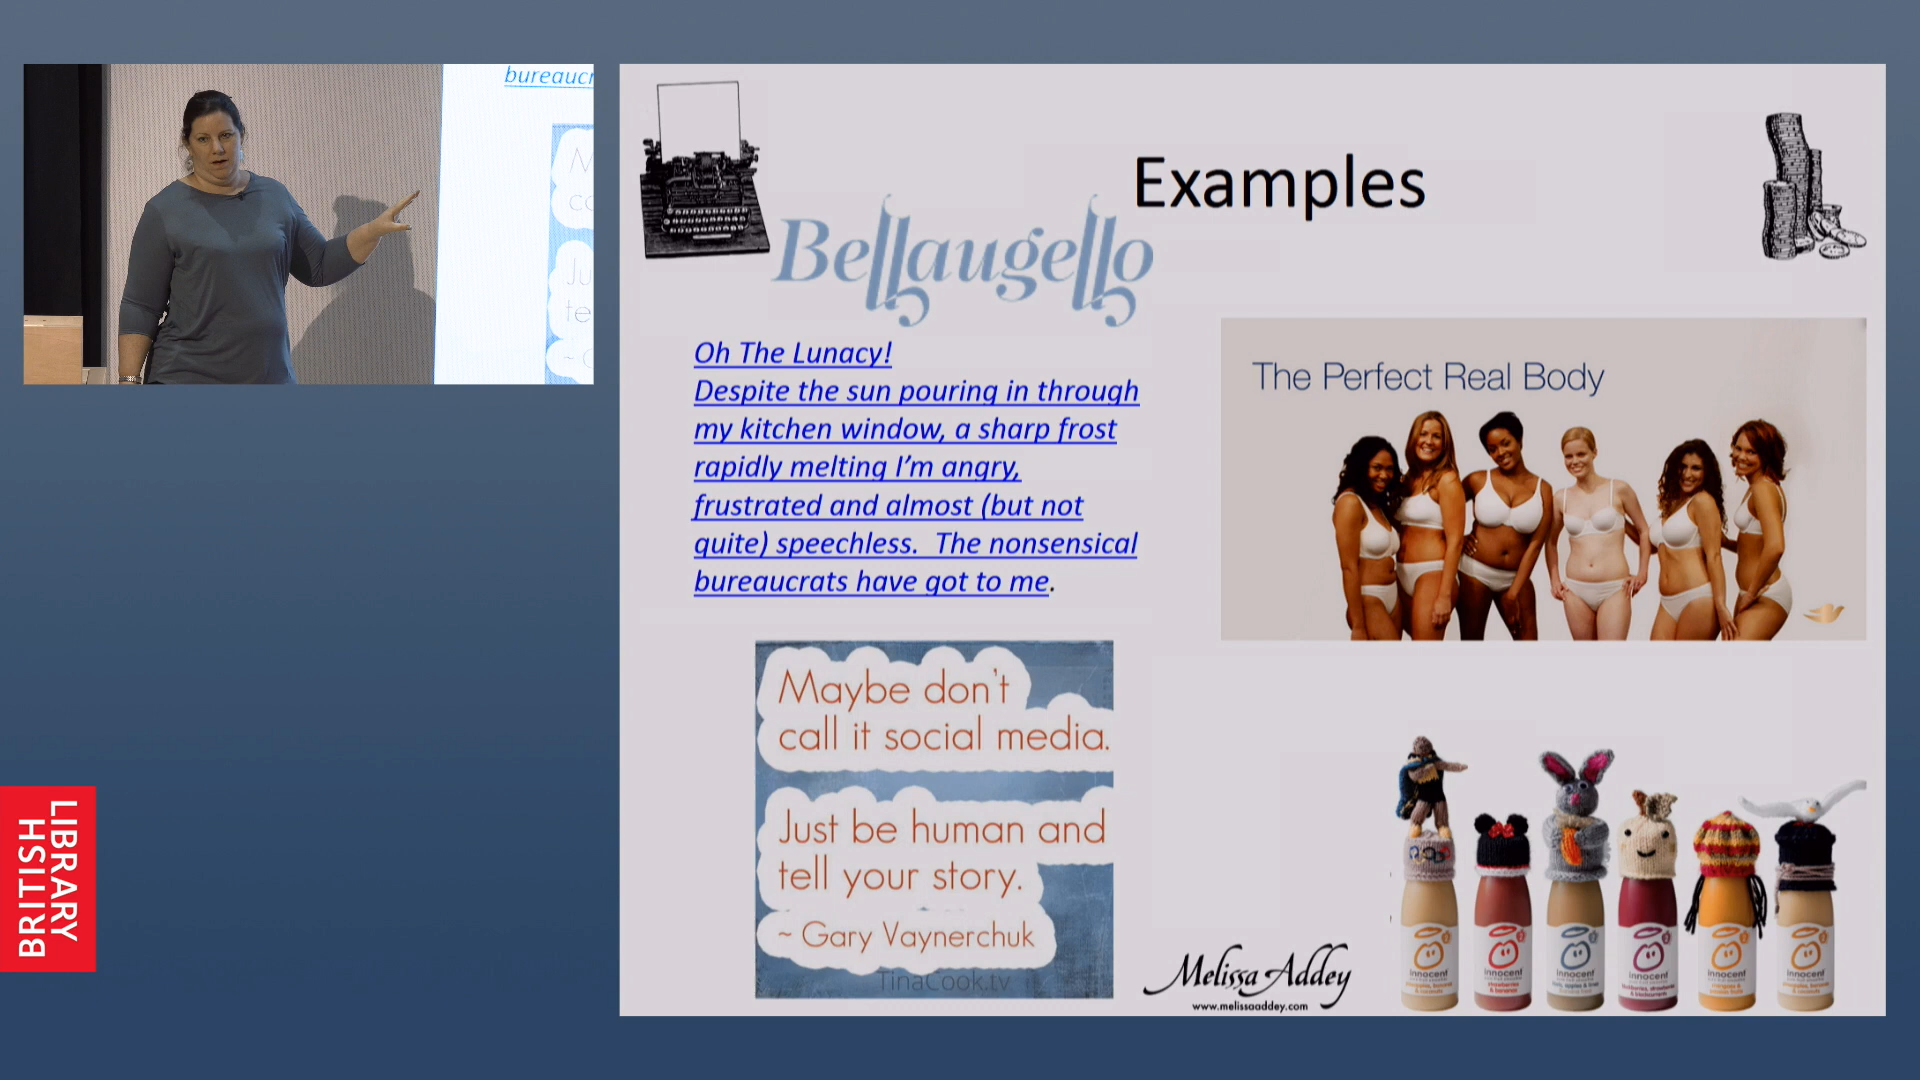 bureauc
Examples
Bellaugello
Oh The Lunacy!
Despite the sun pouring in through
my kitchen window, a sharp frost
rapidly melting I’m angry,
frustrated and almost (but not
quite) speechless.  The nonsensical
bureaucrats have got to me.
The Perfect Real Body
Maybe don't
call it social media.
Just be human and
tell your story.
~ Gary Vaynerchuk
TinaCook.tv
Melissa Addey
www.melissaaddey.com
innocent
innocent
innocent
innocent
innocent
innocent
strawberries
& bananas
BRITISH
LIBRARY